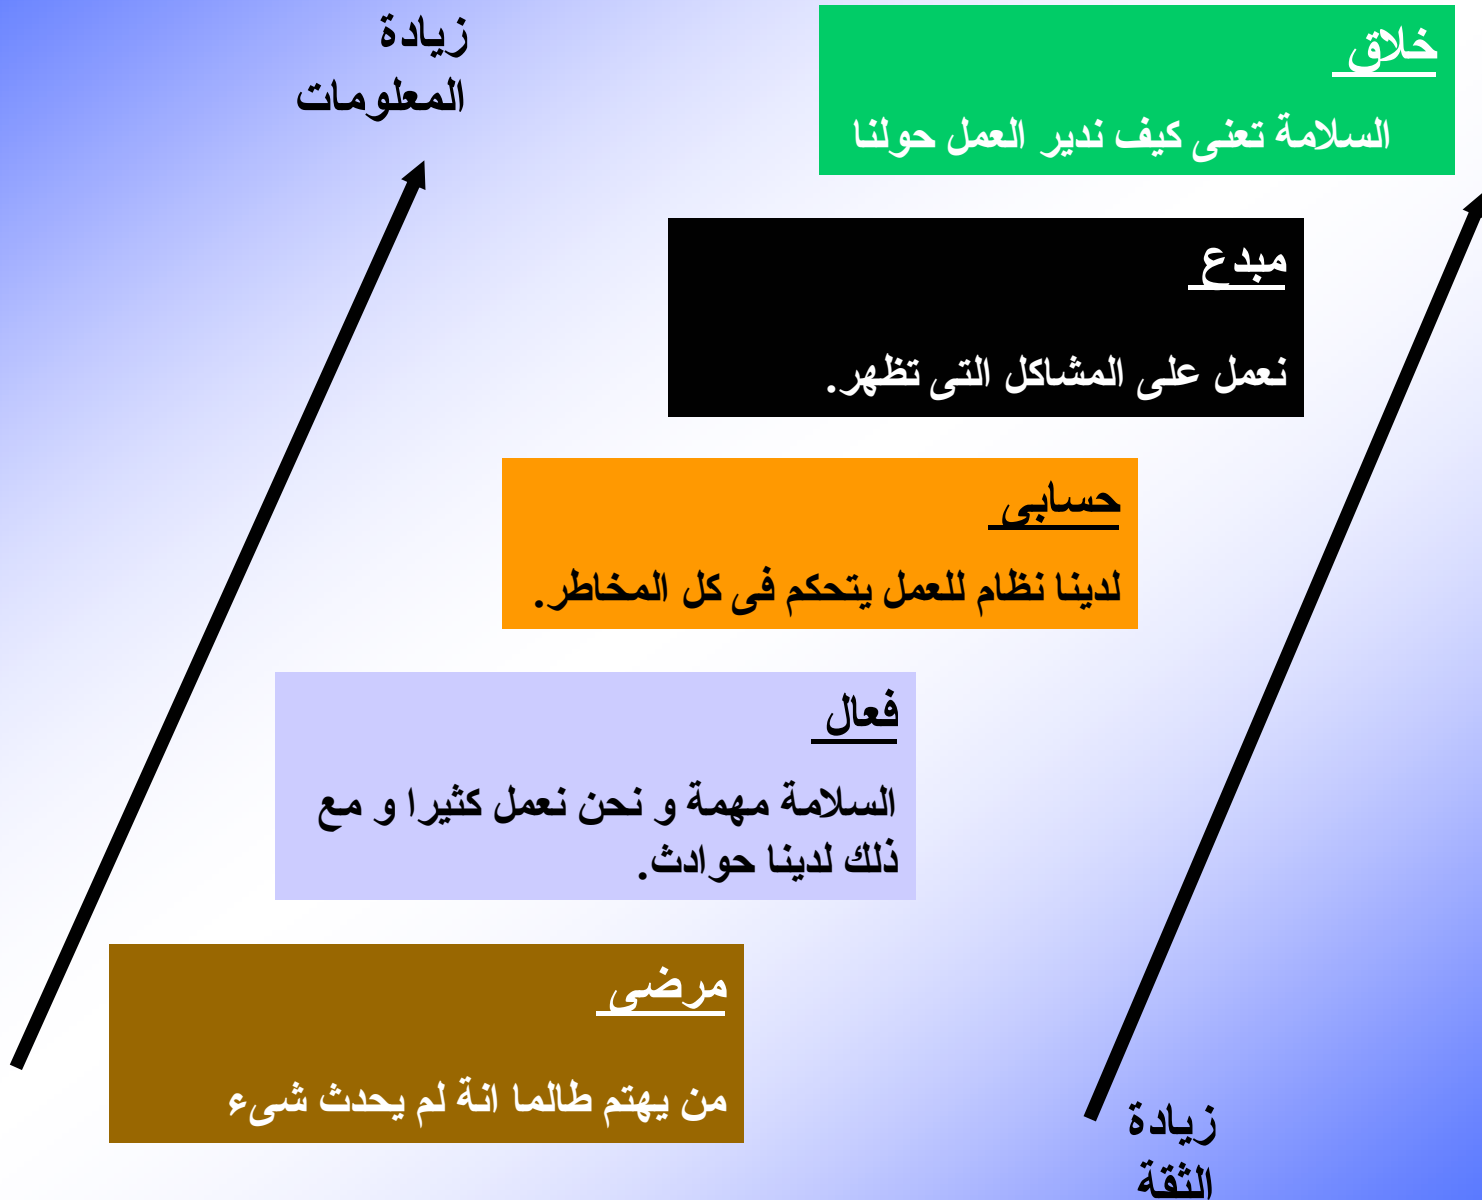 زيادة
المعلومات
خلاق
السلامة تعنى كيف ندير العمل حولنا
مبدع
نعمل على المشاكل التى تظهر.
حسابى
لدينا نظام للعمل يتحكم فى كل المخاطر.
فعال
السلامة مهمة و نحن نعمل كثيرا و مع
ذلك لدينا حوادث.
مرضى
من يهتم طالما انة لم يحدث شىء
زيادة
الثقة